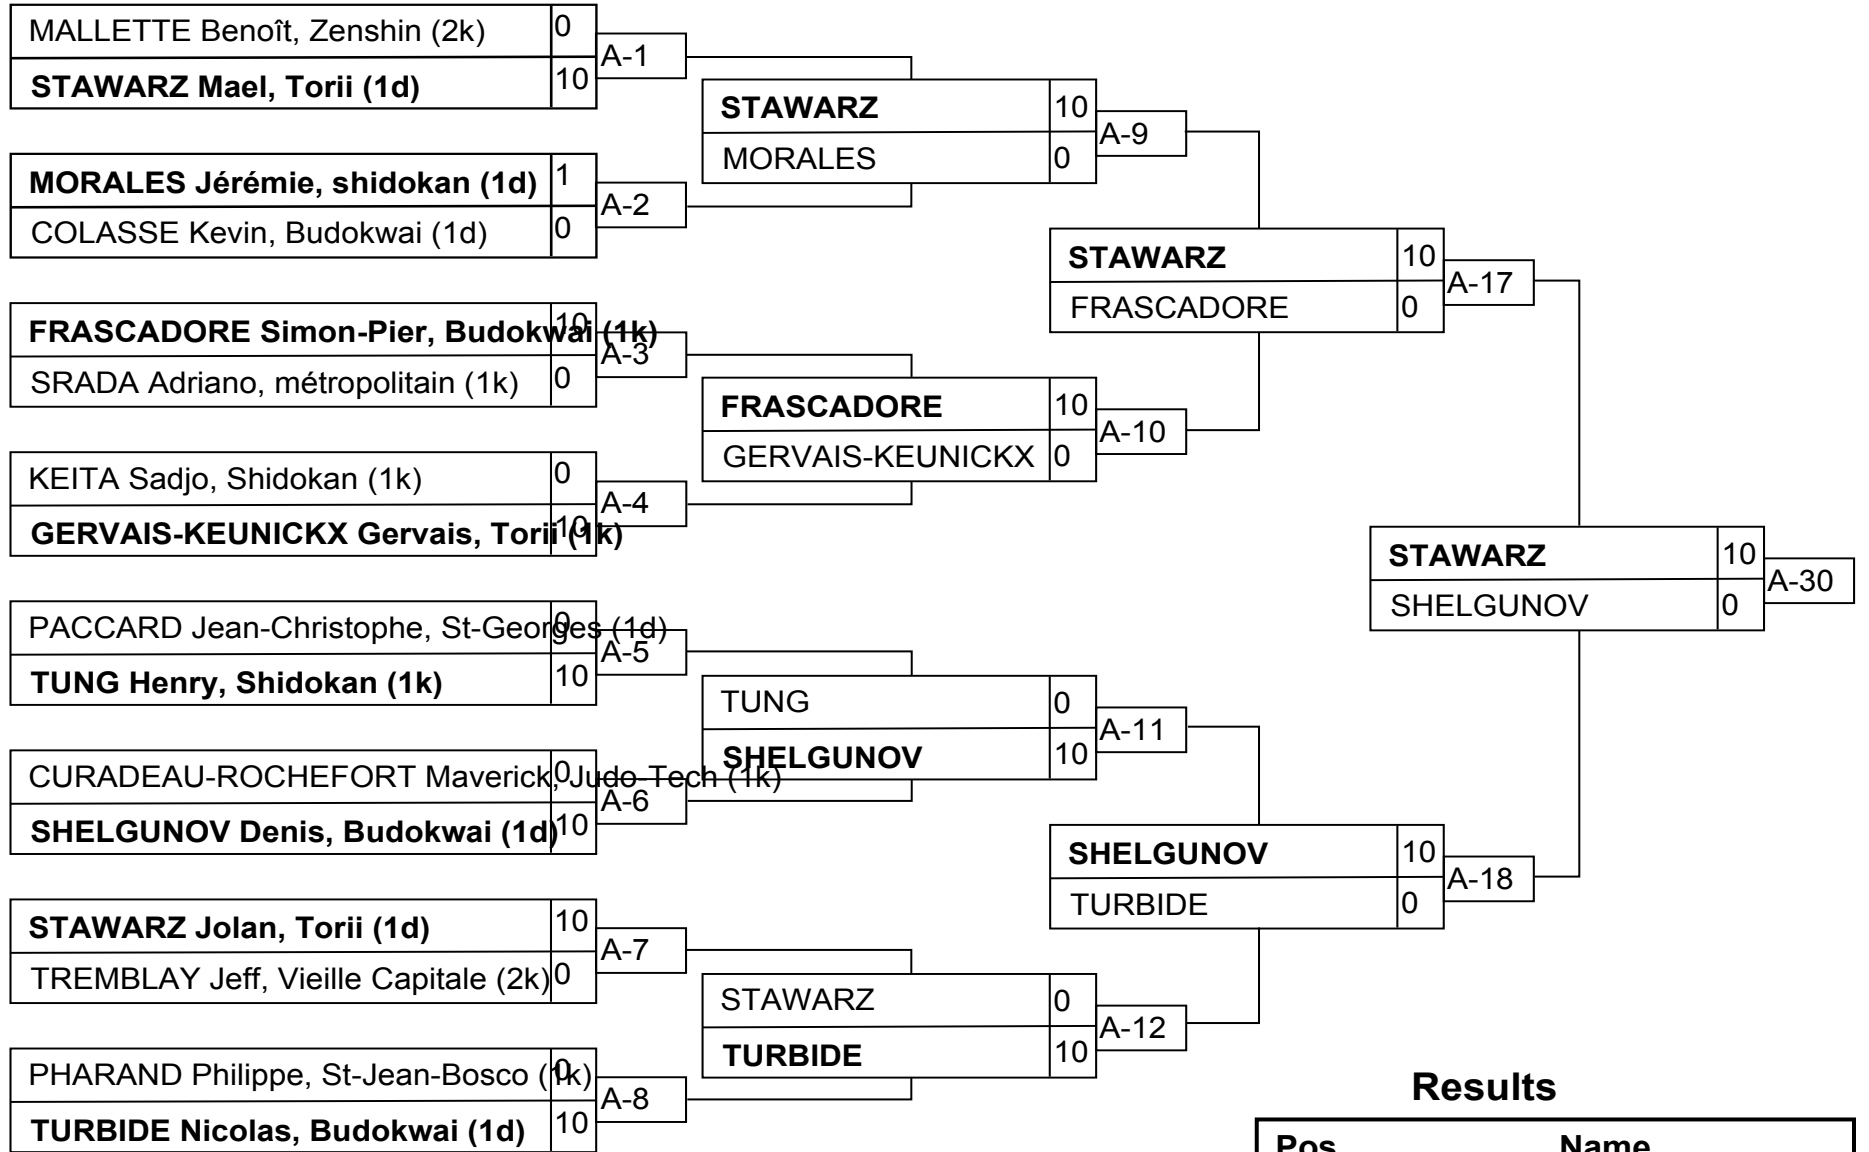 MALLETTE Benoît, Zenshin (2k) 0
STAWARZ Mael, Torii (1d) 10
A-1
MORALES Jérémie, shidokan (1d) 1
COLASSE Kevin, Budokwai (1d) 0
A-2
FRASCADORE Simon-Pier, Budokwai (1k) 10
SRADA Adriano, métropolitain (1k) 0
A-3
KEITA Sadjo, Shidokan (1k) 0
GERVAIS-KEUNICKX Gervais, Torii (1k) 10
A-4
PACCARD Jean-Christophe, St-Georges (1d) 0
TUNG Henry, Shidokan (1k) 10
A-5
CURADEAU-ROCHEFORT Maverick, Judo-Tech (1k) 0
SHELGUNOV Denis, Budokwai (1d) 10
A-6
STAWARZ Jolan, Torii (1d) 10
TREMBLAY Jeff, Vieille Capitale (2k) 0
A-7
PHARAND Philippe, St-Jean-Bosco (1k) 0
TURBIDE Nicolas, Budokwai (1d) 10
A-8
STAWARZ 10
MORALES 0
A-9
FRASCADORE 10
GERVAIS-KEUNICKX 0
A-10
TUNG 0
SHELGUNOV 10
A-11
STAWARZ 0
TURBIDE 10
A-12
STAWARZ 10
FRASCADORE 0
A-17
SHELGUNOV 10
TURBIDE 0
A-18
STAWARZ 10
SHELGUNOV 0
A-30
Results
Pos Name